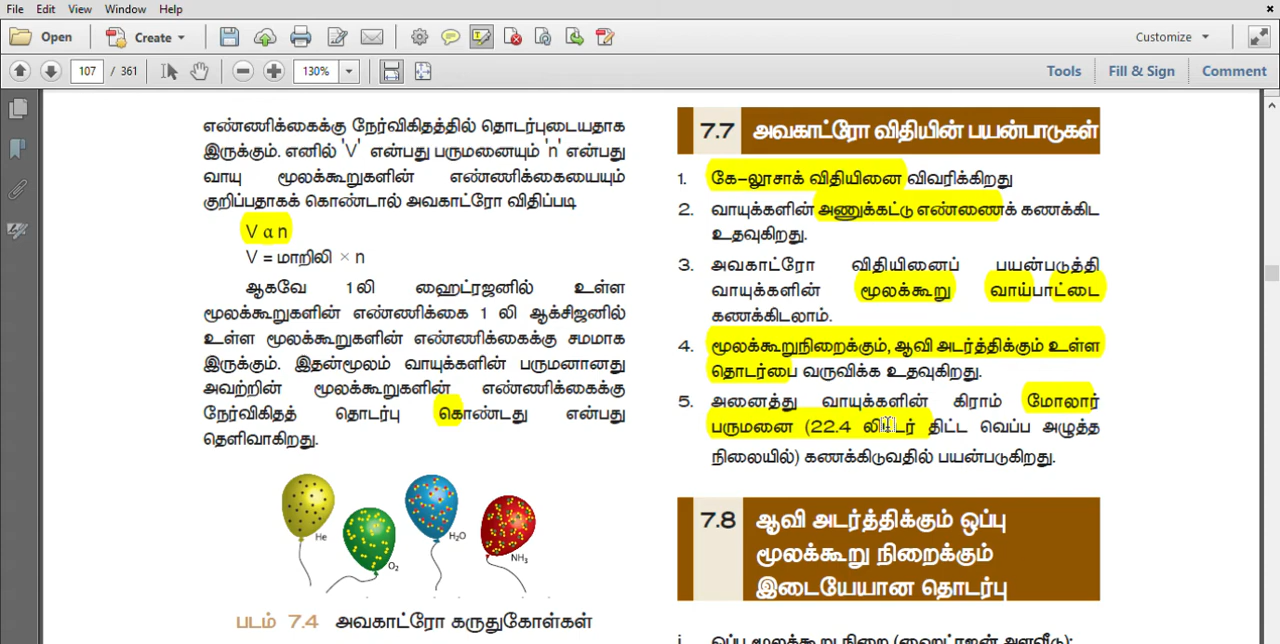 File Edit View Window Help
Open Create Customize
107 / 361 130% Tools Fill & Sign Comment
எண்ணிக்கைக்கு நேர்விகிதத்தில் தொடர்புடையதாக
இருக்கும். எனில் 'V' என்பது பருமனையும் 'n' என்பது
வாயு மூலக்கூறுகளின் எண்ணிக்கையையும்
குறிப்பதாகக் கொண்டால் அவகாட்ரோ விதிப்படி
V α n
V = மாறிலி × n
ஆகவே 1லி ஹைட்ரஜனில் உள்ள
மூலக்கூறுகளின் எண்ணிக்கை 1 லி ஆக்சிஜனில்
உள்ள மூலக்கூறுகளின் எண்ணிக்கைக்கு சமமாக
இருக்கும். இதன்மூலம் வாயுக்களின் பருமனானது
அவற்றின் மூலக்கூறுகளின் எண்ணிக்கைக்கு
நேர்விகிதத் தொடர்பு கொண்டது என்பது
தெளிவாகிறது.
He
O2
H2O
NH3
படம் 7.4 அவகாட்ரோ கருதுகோள்கள்
7.7 அவகாட்ரோ விதியின் பயன்பாடுகள்
1. கே-லூசாக் விதியினை விவரிக்கிறது
2. வாயுக்களின் அணுக்கட்டு எண்ணைக் கணக்கிட
உதவுகிறது.
3. அவகாட்ரோ விதியினைப் பயன்படுத்தி
வாயுக்களின் மூலக்கூறு வாய்பாட்டை
கணக்கிடலாம்.
4. மூலக்கூறுநிறைக்கும், ஆவி அடர்த்திக்கும் உள்ள
தொடர்பை வருவிக்க உதவுகிறது.
5. அனைத்து வாயுக்களின் கிராம் மோலார்
பருமனை (22.4 லிட்டர் திட்ட வெப்ப அழுத்த
நிலையில்) கணக்கிடுவதில் பயன்படுகிறது.
7.8 ஆவி அடர்த்திக்கும் ஒப்பு
மூலக்கூறு நிறைக்கும்
இடையேயான தொடர்பு
i. ஒப்பு மூலக்கூறு நிறை (ஹைட்ரஜன் அளவீடு):